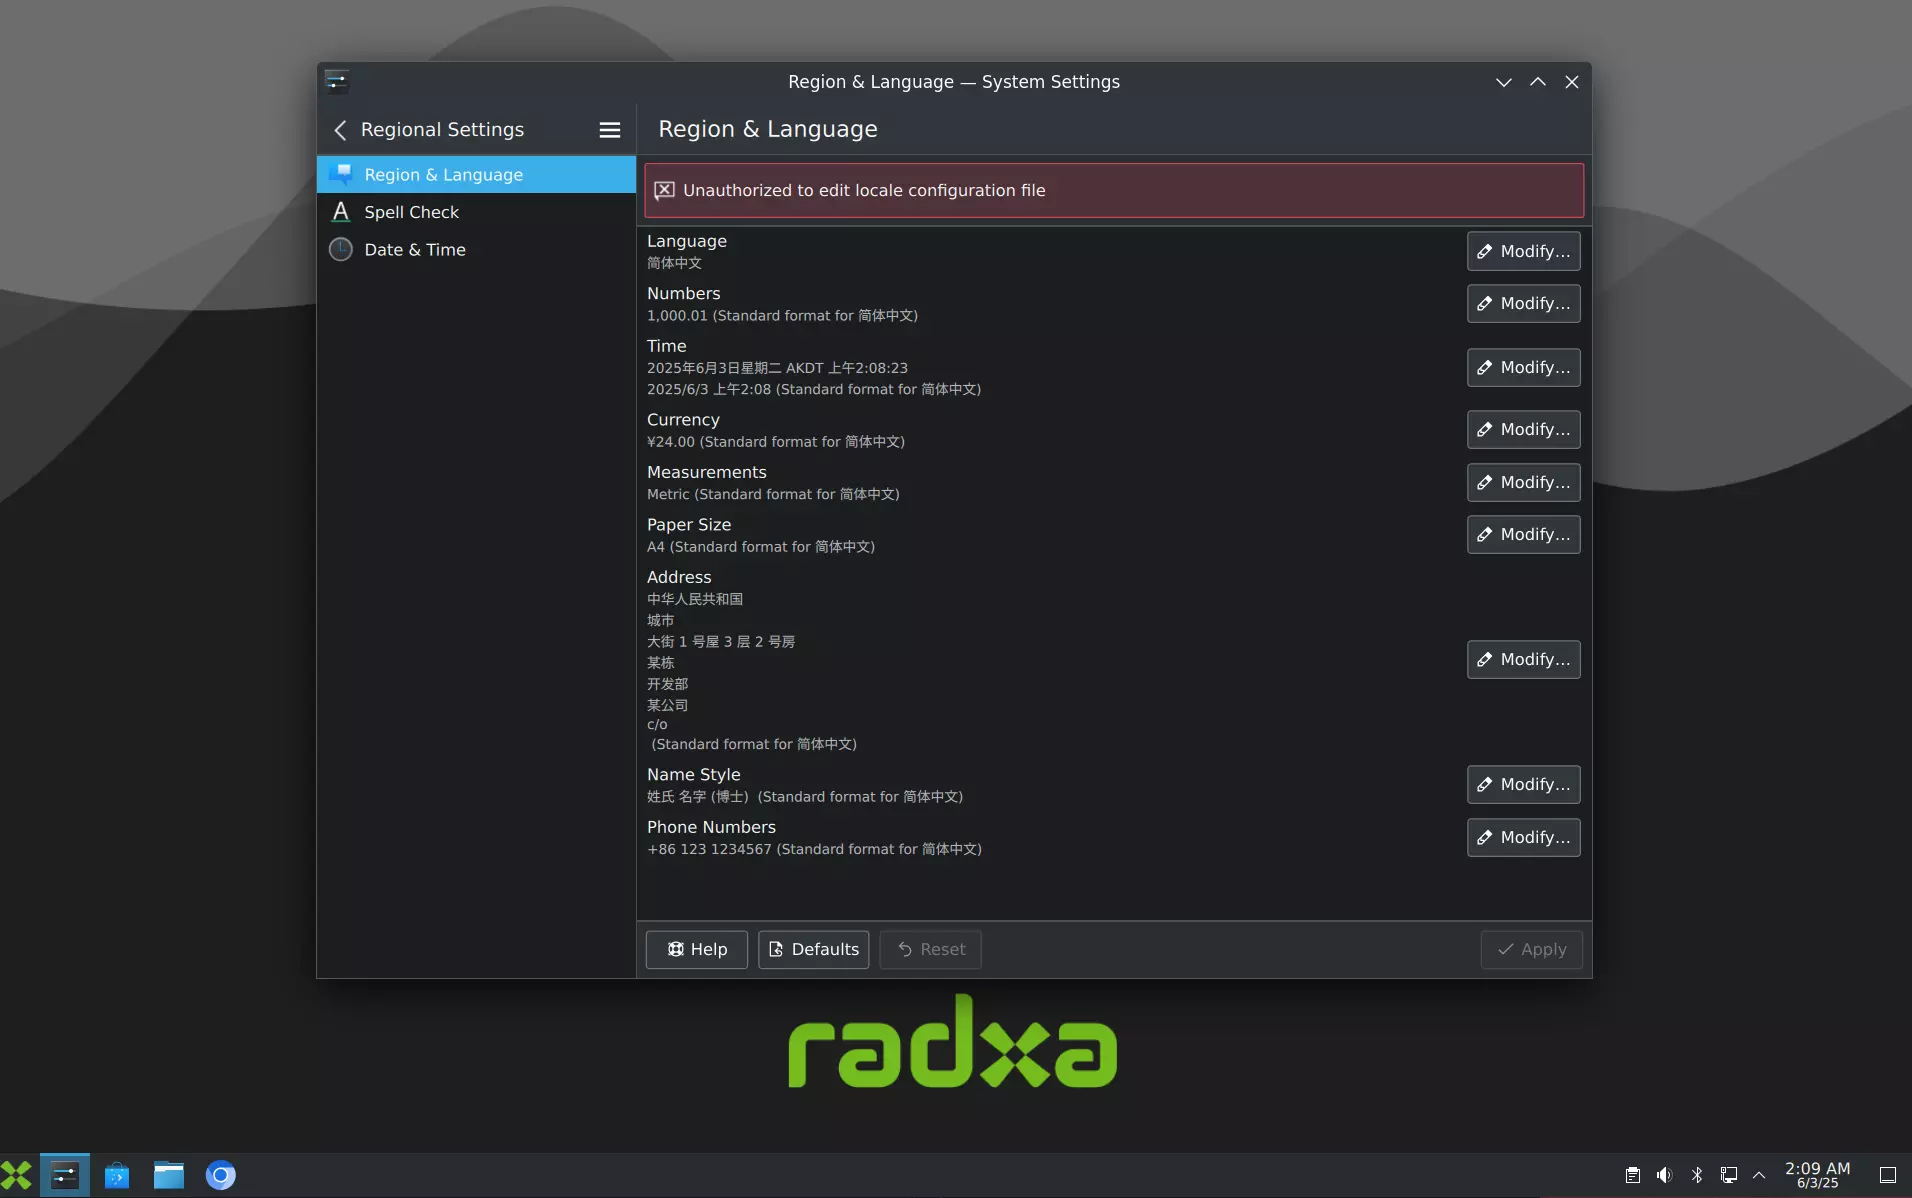 Region & Language — System Settings
Regional Settings
Region & Language
Region & Language
Spell Check
Date & Time
Unauthorized to edit locale configuration file
Language
简体中文
Modify...
Numbers
1,000.01 (Standard format for 简体中文)
Modify...
Time
2025年6月3日星期二 AKDT 上午2:08:23
2025/6/3 上午2:08 (Standard format for 简体中文)
Modify...
Currency
¥24.00 (Standard format for 简体中文)
Modify...
Measurements
Metric (Standard format for 简体中文)
Modify...
Paper Size
A4 (Standard format for 简体中文)
Modify...
Address
中华人民共和国
城市
大街 1 号屋 3 层 2 号房
某栋
开发部
某公司
c/o
(Standard format for 简体中文)
Modify...
Name Style
姓氏 名字 (博士) (Standard format for 简体中文)
Modify...
Phone Numbers
+86 123 1234567 (Standard format for 简体中文)
Modify...
Help
Defaults
Reset
Apply
radxa
2:09 AM
6/3/25